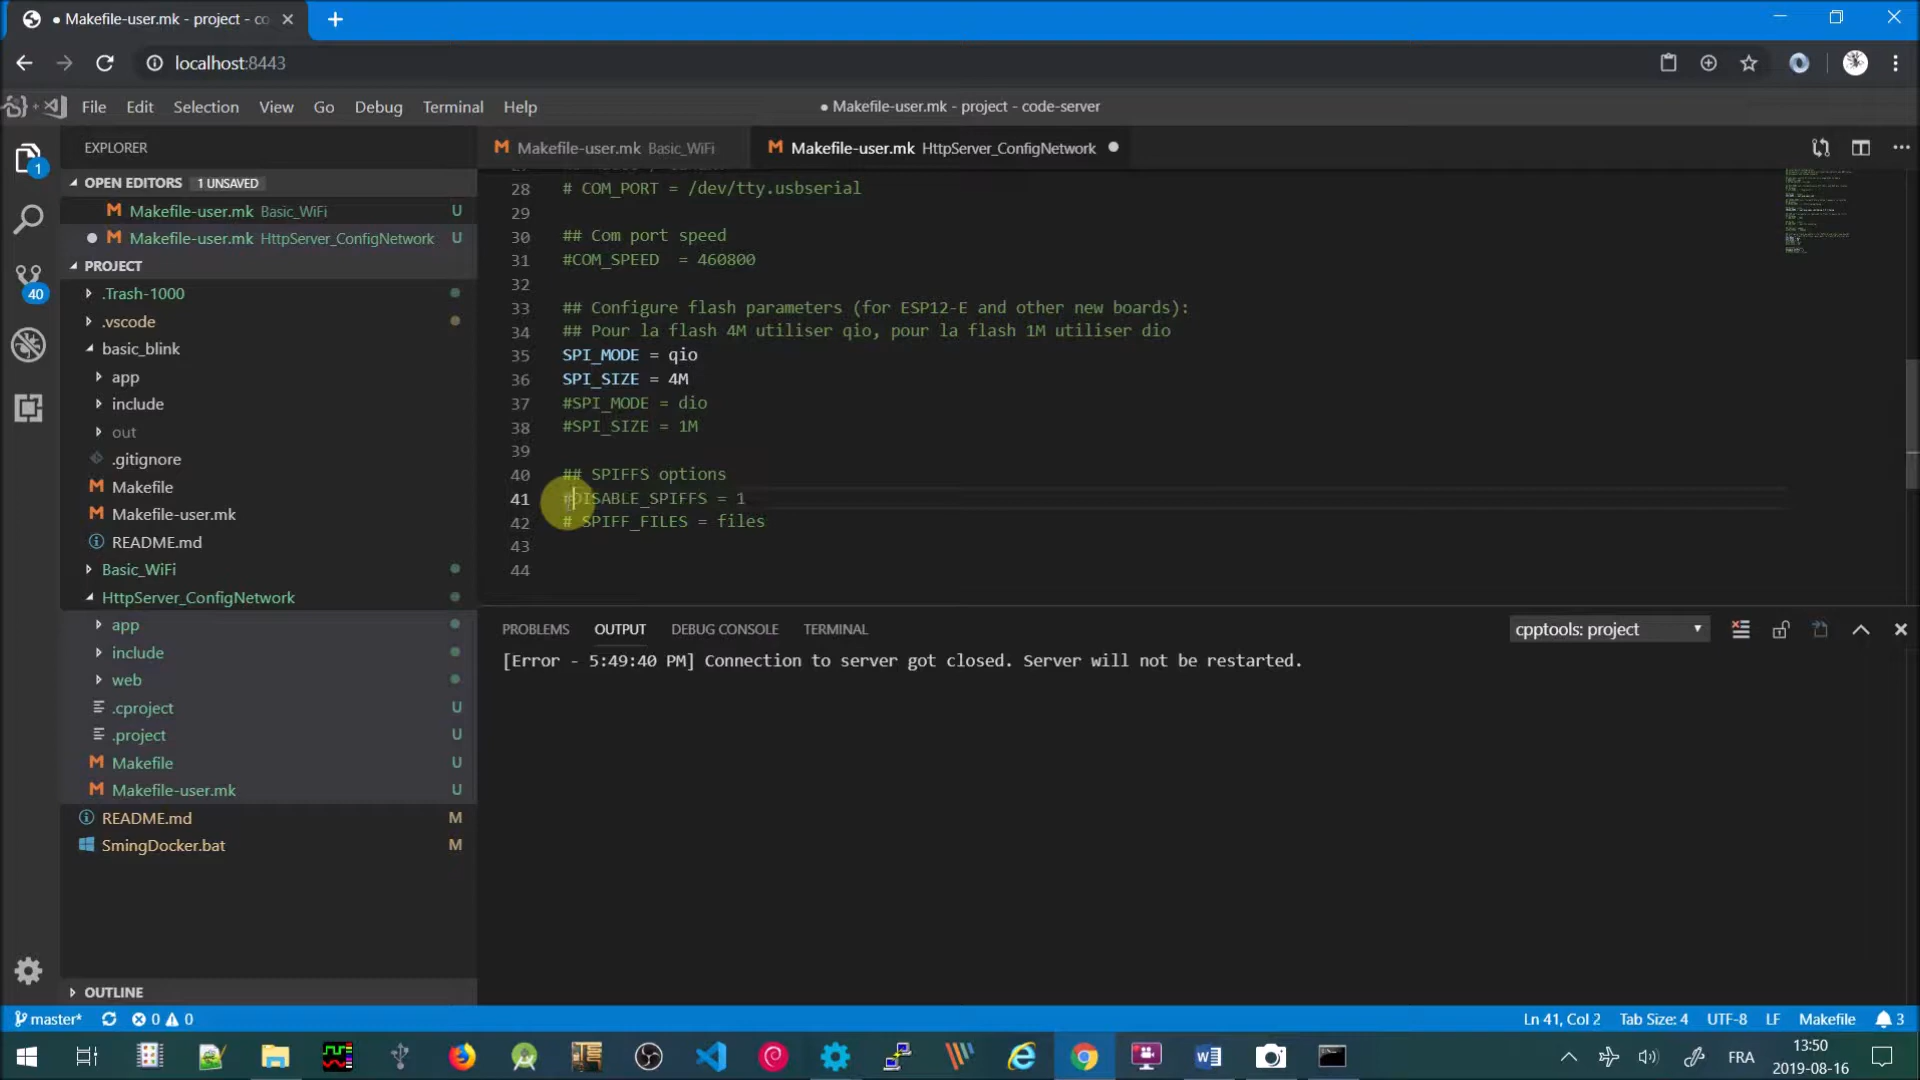 ● Makefile-user.mk - project - co
localhost:8443
File Edit Selection View Go Debug Terminal Help
● Makefile-user.mk - project - code-server
EXPLORER
OPEN EDITORS 1 UNSAVED
Makefile-user.mk Basic_WiFi U
Makefile-user.mk HttpServer_ConfigNetwork U
PROJECT
.Trash-1000
.vscode
basic_blink
app
include
out
.gitignore
Makefile
Makefile-user.mk
README.md
Basic_WiFi
HttpServer_ConfigNetwork
app
include
web
.cproject U
.project U
Makefile U
Makefile-user.mk U
README.md M
SmingDocker.bat M
OUTLINE
1
40
Makefile-user.mk Basic_WiFi
Makefile-user.mk HttpServer_ConfigNetwork
28 # COM_PORT = /dev/tty.usbserial
29
30 ## Com port speed
31 #COM_SPEED  = 460800
32
33 ## Configure flash parameters (for ESP12-E and other new boards):
34 ## Pour la flash 4M utiliser qio, pour la flash 1M utiliser dio
35 SPI_MODE = qio
36 SPI_SIZE = 4M
37 #SPI_MODE = dio
38 #SPI_SIZE = 1M
39
40 ## SPIFFS options
41 #DISABLE_SPIFFS = 1
42 # SPIFF_FILES = files
43
44
PROBLEMS OUTPUT DEBUG CONSOLE TERMINAL
cpptools: project
[Error - 5:49:40 PM] Connection to server got closed. Server will not be restarted.
master* 0 0
Ln 41, Col 2 Tab Size: 4 UTF-8 LF Makefile 3
FRA
13:50
2019-08-16